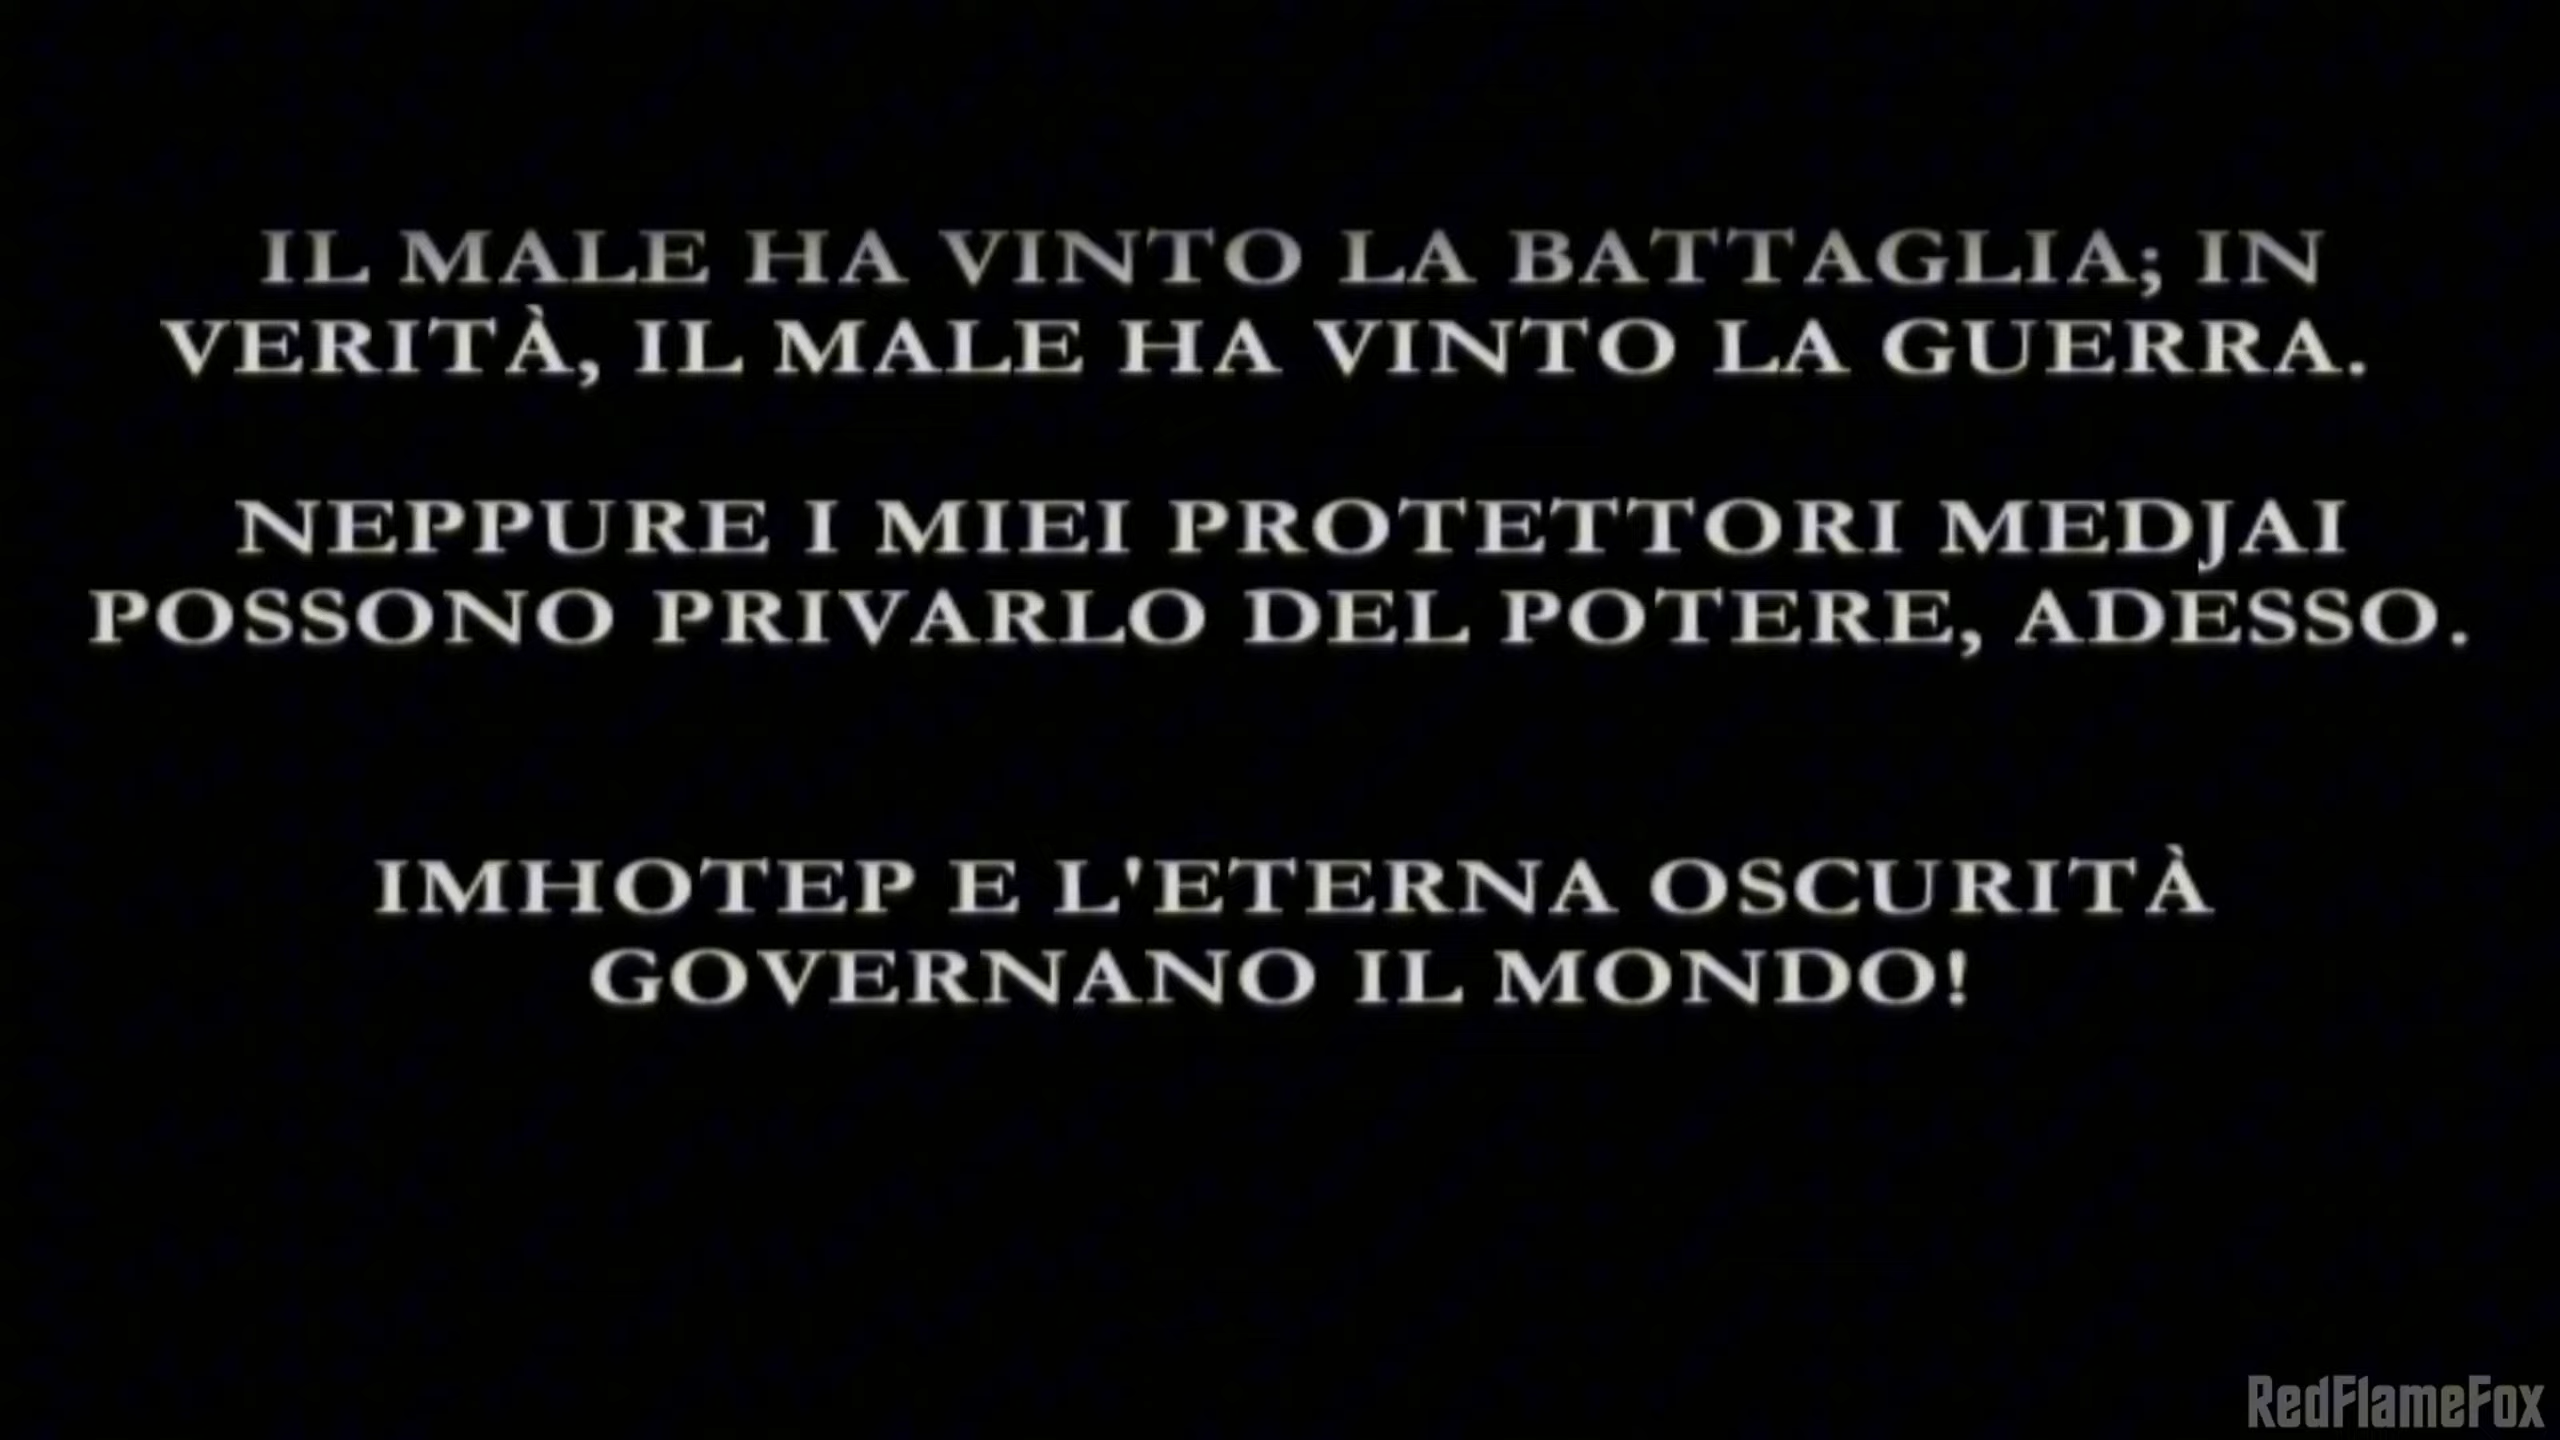 IL MALE HA VINTO LA BATTAGLIA; IN
VERITÀ, IL MALE HA VINTO LA GUERRA.
NEPPURE I MIEI PROTETTORI MEDJAI
POSSONO PRIVARLO DEL POTERE, ADESSO.
IMHOTEP E L'ETERNA OSCURITÀ
GOVERNANO IL MONDO!
RedFlameFox